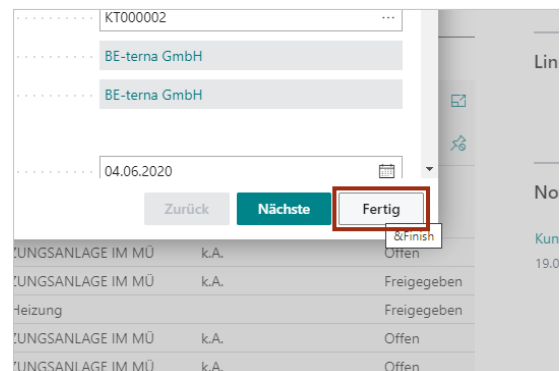 KT000002
BE-terna GmbH
BE-terna GmbH
04.06.2020
Zurück Nächste Fertig
&Finish
Lin
No
Kun
19.0
ZUNGSANLAGE IM MÜ k.A. Offen
ZUNGSANLAGE IM MÜ k.A. Freigegeben
Heizung Freigegeben
ZUNGSANLAGE IM MÜ k.A. Offen
ZUNGSANLAGE IM MÜ k.A. Offen